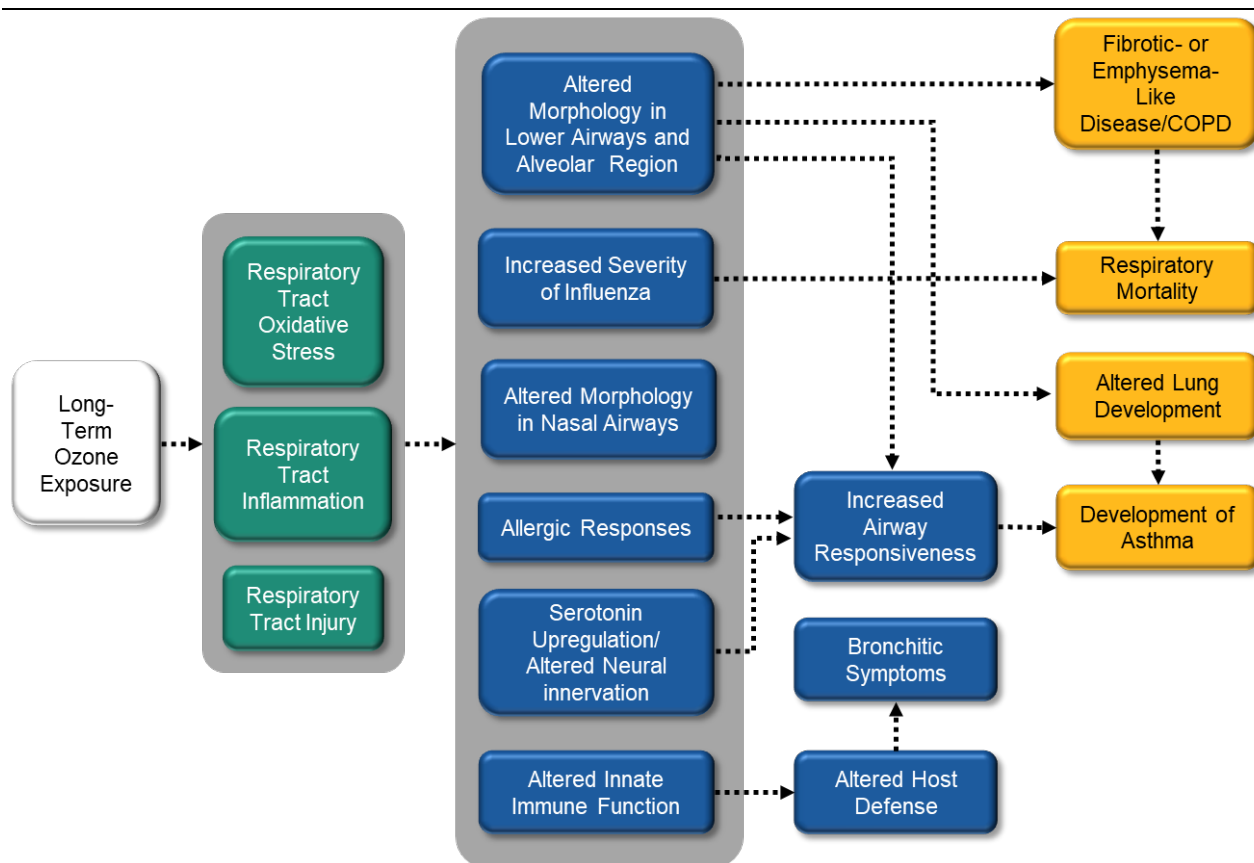 Long-
Term
Ozone
Exposure
Respiratory
Tract
Oxidative
Stress
Respiratory
Tract
Inflammation
Respiratory
Tract Injury
Altered
Morphology in
Lower Airways and
Alveolar Region
Increased Severity
of Influenza
Altered Morphology
in Nasal Airways
Allergic Responses
Serotonin
Upregulation/
Altered Neural
innervation
Altered Innate
Immune Function
Increased
Airway
Responsiveness
Bronchitic
Symptoms
Altered Host
Defense
Fibrotic- or
Emphysema-
Like
Disease/COPD
Respiratory
Mortality
Altered Lung
Development
Development of
Asthma